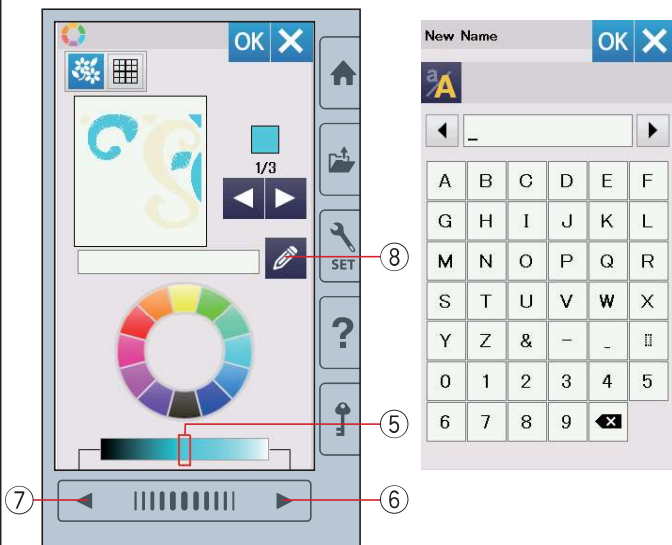 OK
1/3
SET
?
⑧
⑤
⑦
⑥
New Name
OK
a/A
_
A B C D E F
G H I J K L
M N O P Q R
S T U V W X
Y Z & - _ ▯
0 1 2 3 4 5
6 7 8 9